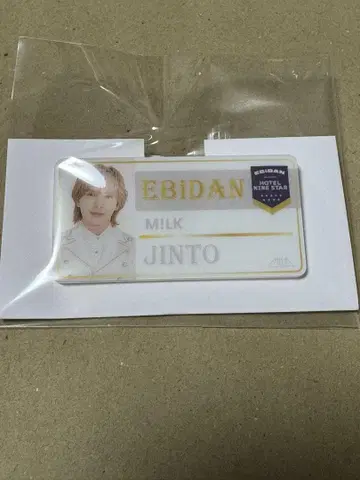 EBiDAN
M!LK
JINTO
EBiDAN
HOTEL
NINE STAR